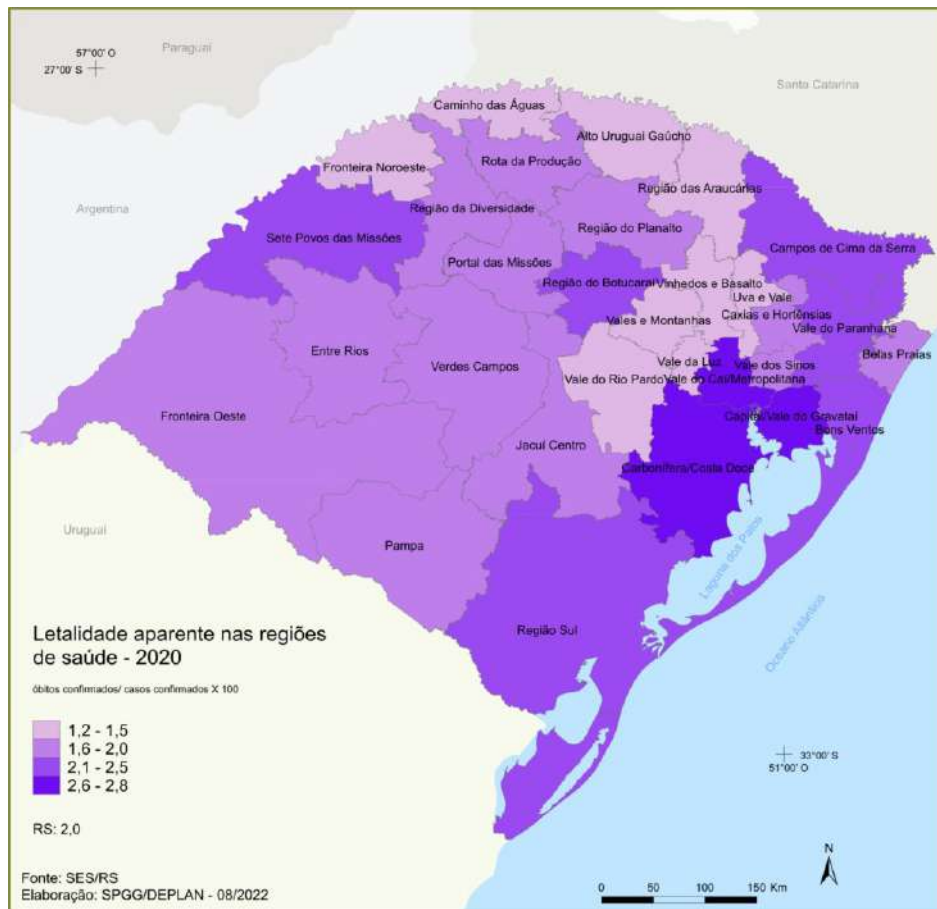 Paraguai
57°00' O
27°00' S
Santa Catarina
Caminho das Águas
Alto Uruguai Gaúcho
Rota da Produção
Fronteira Noroeste
Região das Araucárias
Argentina
Região da Diversidade
Região do Planalto
Sete Povos das Missões
Campos de Cima da Serra
Portal das Missões
Região do Botucaraí
Vinhedos e Basalto
Uva e Vale
Caxias e Hortênsias
Vales e Montanhas
Vale do Paranhana
Entre Rios
Belas Praias
Verdes Campos
Vale da Luz
Vale dos Sinos
Vale do Rio Pardo
Vale do Caí/Metropolitana
Fronteira Oeste
Capital/Vale do Gravataí
Bons Ventos
Jacuí Centro
Carbonífera/Costa Doce
Uruguai
Pampa
Laguna dos Patos
Oceano Atlântico
Região Sul
Letalidade aparente nas regiões
de saúde - 2020
óbitos confirmados/ casos confirmados X 100
1,2 - 1,5
1,6 - 2,0
2,1 - 2,5
2,6 - 2,8
33°00' S
51°00' O
RS: 2,0
N
Fonte: SES/RS
Elaboração: SPGG/DEPLAN - 08/2022
0 50 100 150 Km